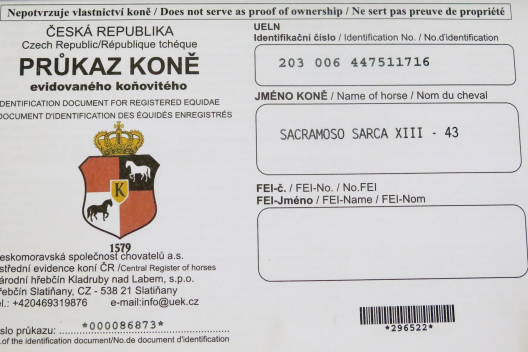 Nepotvrzuje vlastnictví koně / Does not serve as proof of ownership / Ne sert pas preuve de propriété
ČESKÁ REPUBLIKA
Czech Republic/République tchéque
PRŮKAZ KONĚ
evidovaného koňovitého
DENTIFICATION DOCUMENT FOR REGISTERED EQUIDAE
DOCUMENT D'IDENTIFICATION DES ÉQUIDÉS ENREGISTRÉS
K
1579
eskomoravská společnost chovatelů a.s.
střední evidence koní ČR /Central Register of horses
árodní hřebčín Kladruby nad Labem, s.p.o.
řebčín Slatiňany, CZ - 538 21 Slatiňany
el.: +420469319876 e-mail:info@uek.cz
slo průkazu: *000086873*
.of the identification document/No.de document d'identification
UELN
Identifikační číslo / Identification No. / No.d'identification
203 006 447511716
JMÉNO KONĚ / Name of horse / Nom du cheval
SACRAMOSO SARCA XIII - 43
FEI-č. / FEI-No. / No.FEI
FEI-Jméno / FEI-Name / FEI-Nom
*296522*